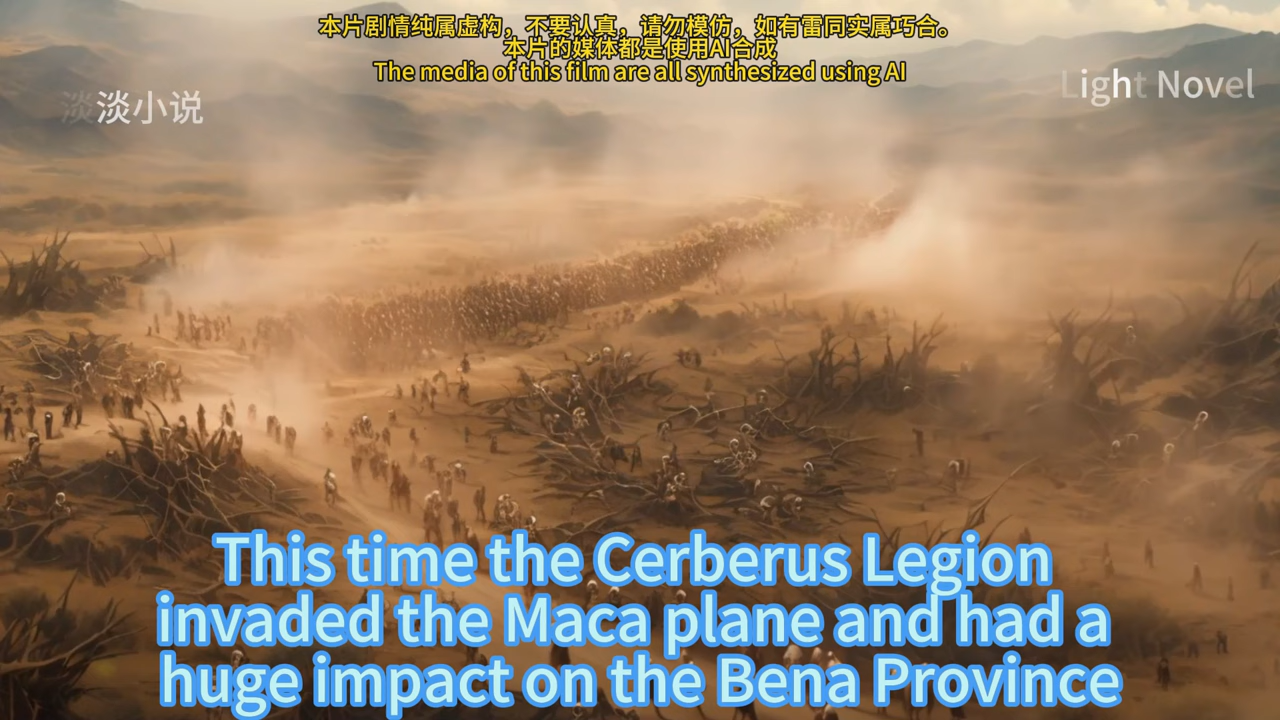 本片剧情纯属虚构，不要认真，请勿模仿，如有雷同实属巧合。
本片的媒体都是使用AI合成
The media of this film are all synthesized using AI
淡淡小说
Light Novel
This time the Cerberus Legion
invaded the Maca plane and had a
huge impact on the Bena Province